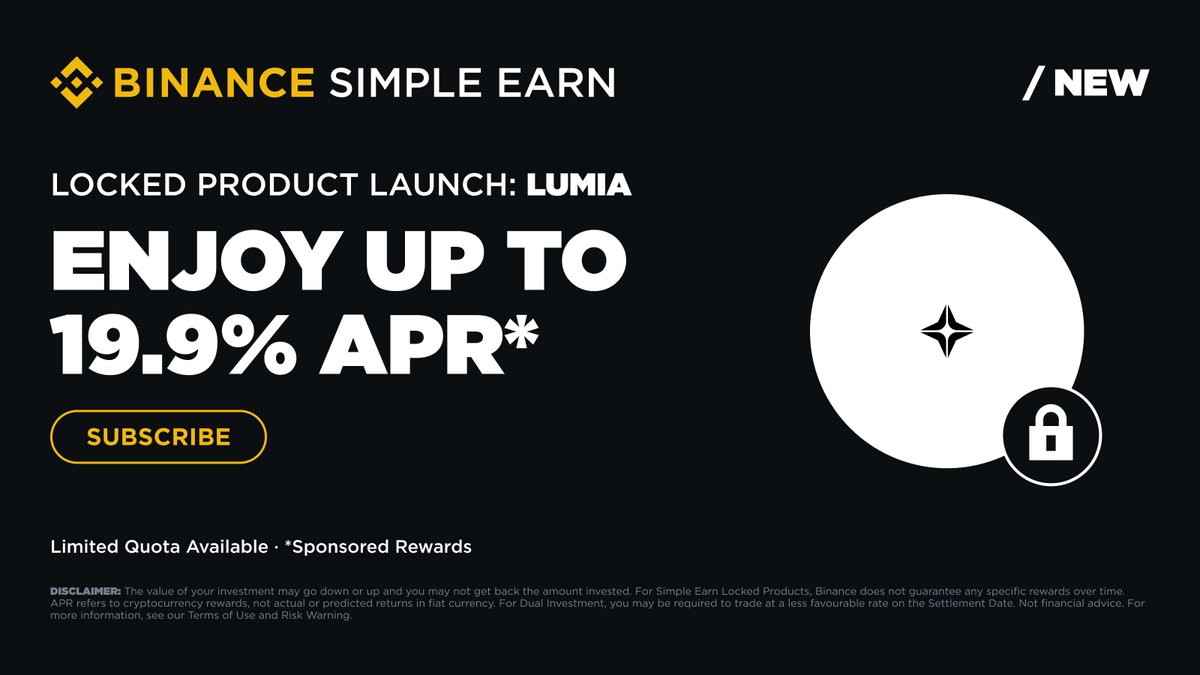 BINANCE SIMPLE EARN
/ NEW
LOCKED PRODUCT LAUNCH: LUMIA
ENJOY UP TO
19.9% APR*
SUBSCRIBE
Limited Quota Available · *Sponsored Rewards
DISCLAIMER: The value of your investment may go down or up and you may not get back the amount invested. For Simple Earn Locked Products, Binance does not guarantee any specific rewards over time.
APR refers to cryptocurrency rewards, not actual or predicted returns in fiat currency. For Dual Investment, you may be required to trade at a less favourable rate on the Settlement Date. Not financial advice. For
more information, see our Terms of Use and Risk Warning.